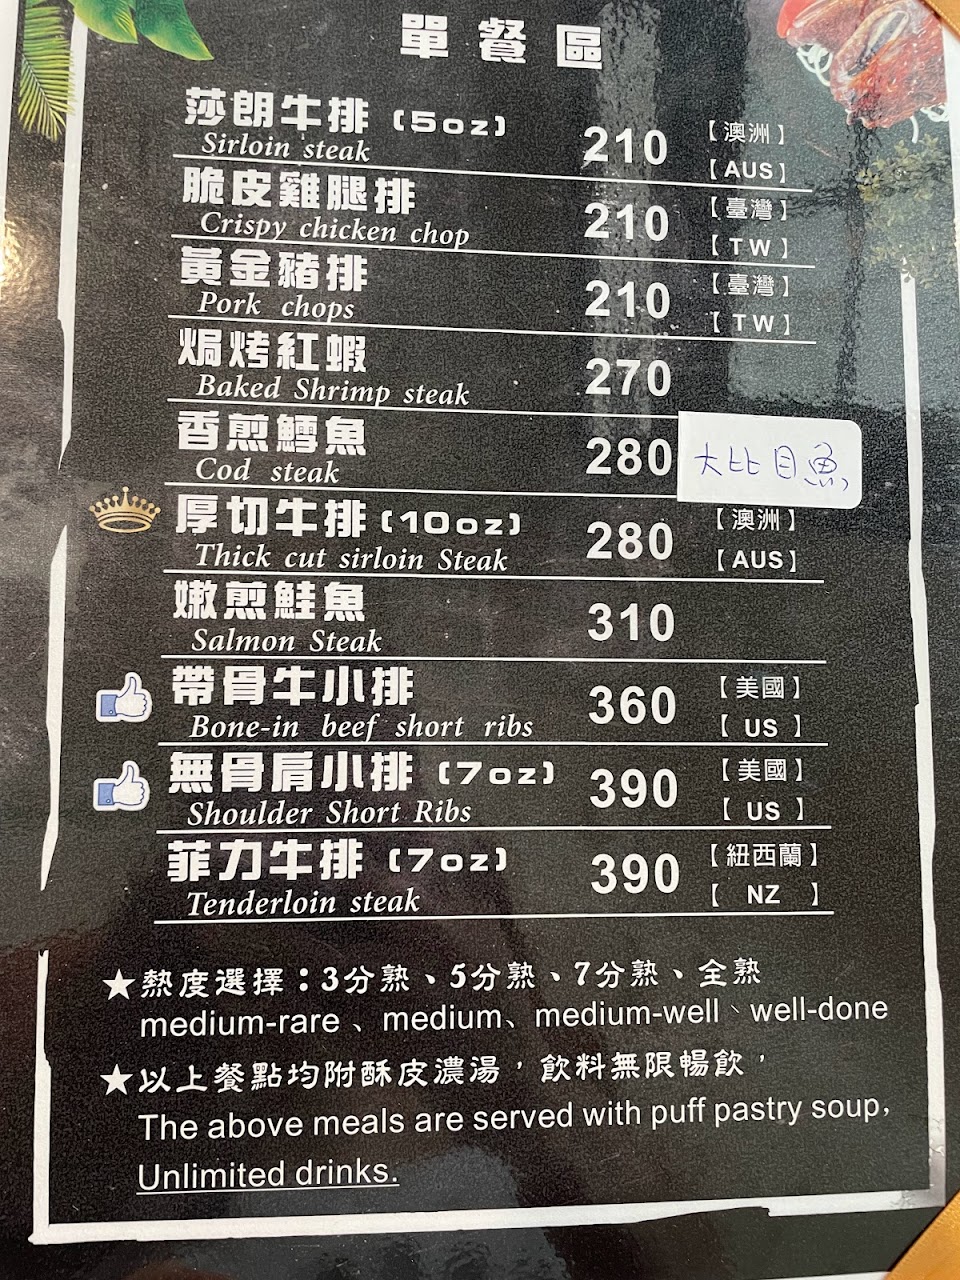 單餐區
莎朗牛排 (5oz)
Sirloin steak
210
【澳洲】
【AUS】
脆皮雞腿排
Crispy chicken chop
210
【臺灣】
【TW】
黃金豬排
Pork chops
210
【臺灣】
【TW】
焗烤紅蝦
Baked Shrimp steak
270
香煎鱈魚
Cod steak
280
大比目魚
厚切牛排(10oz)
Thick cut sirloin Steak
280
【澳洲】
【AUS】
嫩煎鮭魚
Salmon Steak
310
帶骨牛小排
Bone-in beef short ribs
360
【美國】
【 US 】
無骨肩小排 (7oz)
Shoulder Short Ribs
390
【美國】
【 US 】
菲力牛排 (7oz)
Tenderloin steak
390
【紐西蘭】
【 NZ 】
★熱度選擇：3分熟、5分熟、7分熟、全熟
medium-rare 、medium、medium-well、well-done
★以上餐點均附酥皮濃湯，飲料無限暢飲，
The above meals are served with puff pastry soup，
Unlimited drinks.